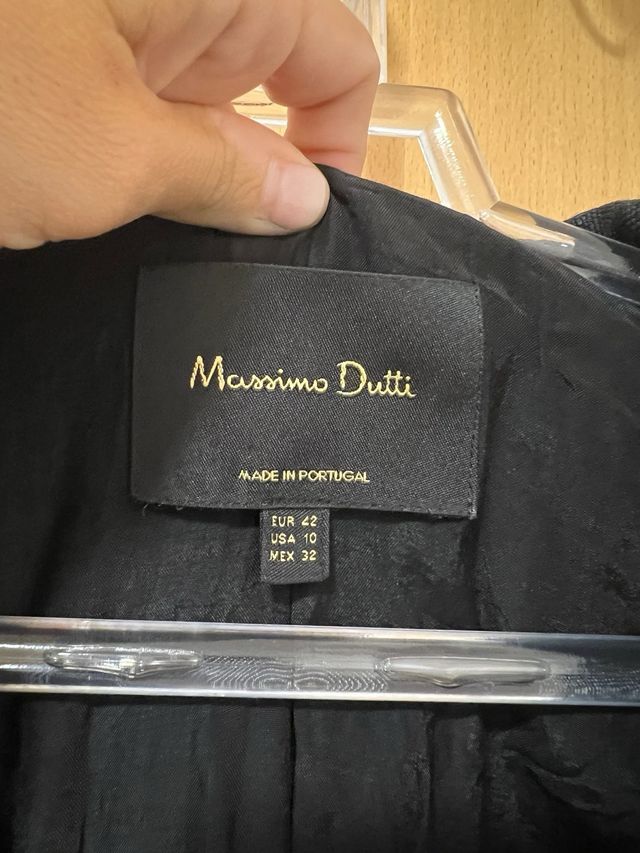 Massimo Dutti
MADE IN PORTUGAL
EUR 42
USA 10
MEX 32